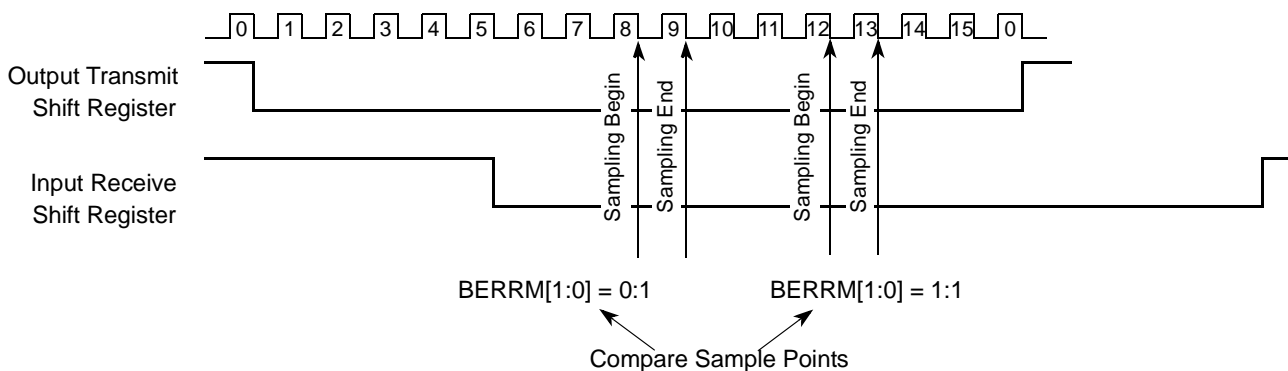 0 1 2 3 4 5 6 7 8 9 10 11 12 13 14 15 0
Output Transmit
Shift Register
Input Receive
Shift Register
Sampling Begin
Sampling End
Sampling Begin
Sampling End
BERRM[1:0] = 0:1
BERRM[1:0] = 1:1
Compare Sample Points